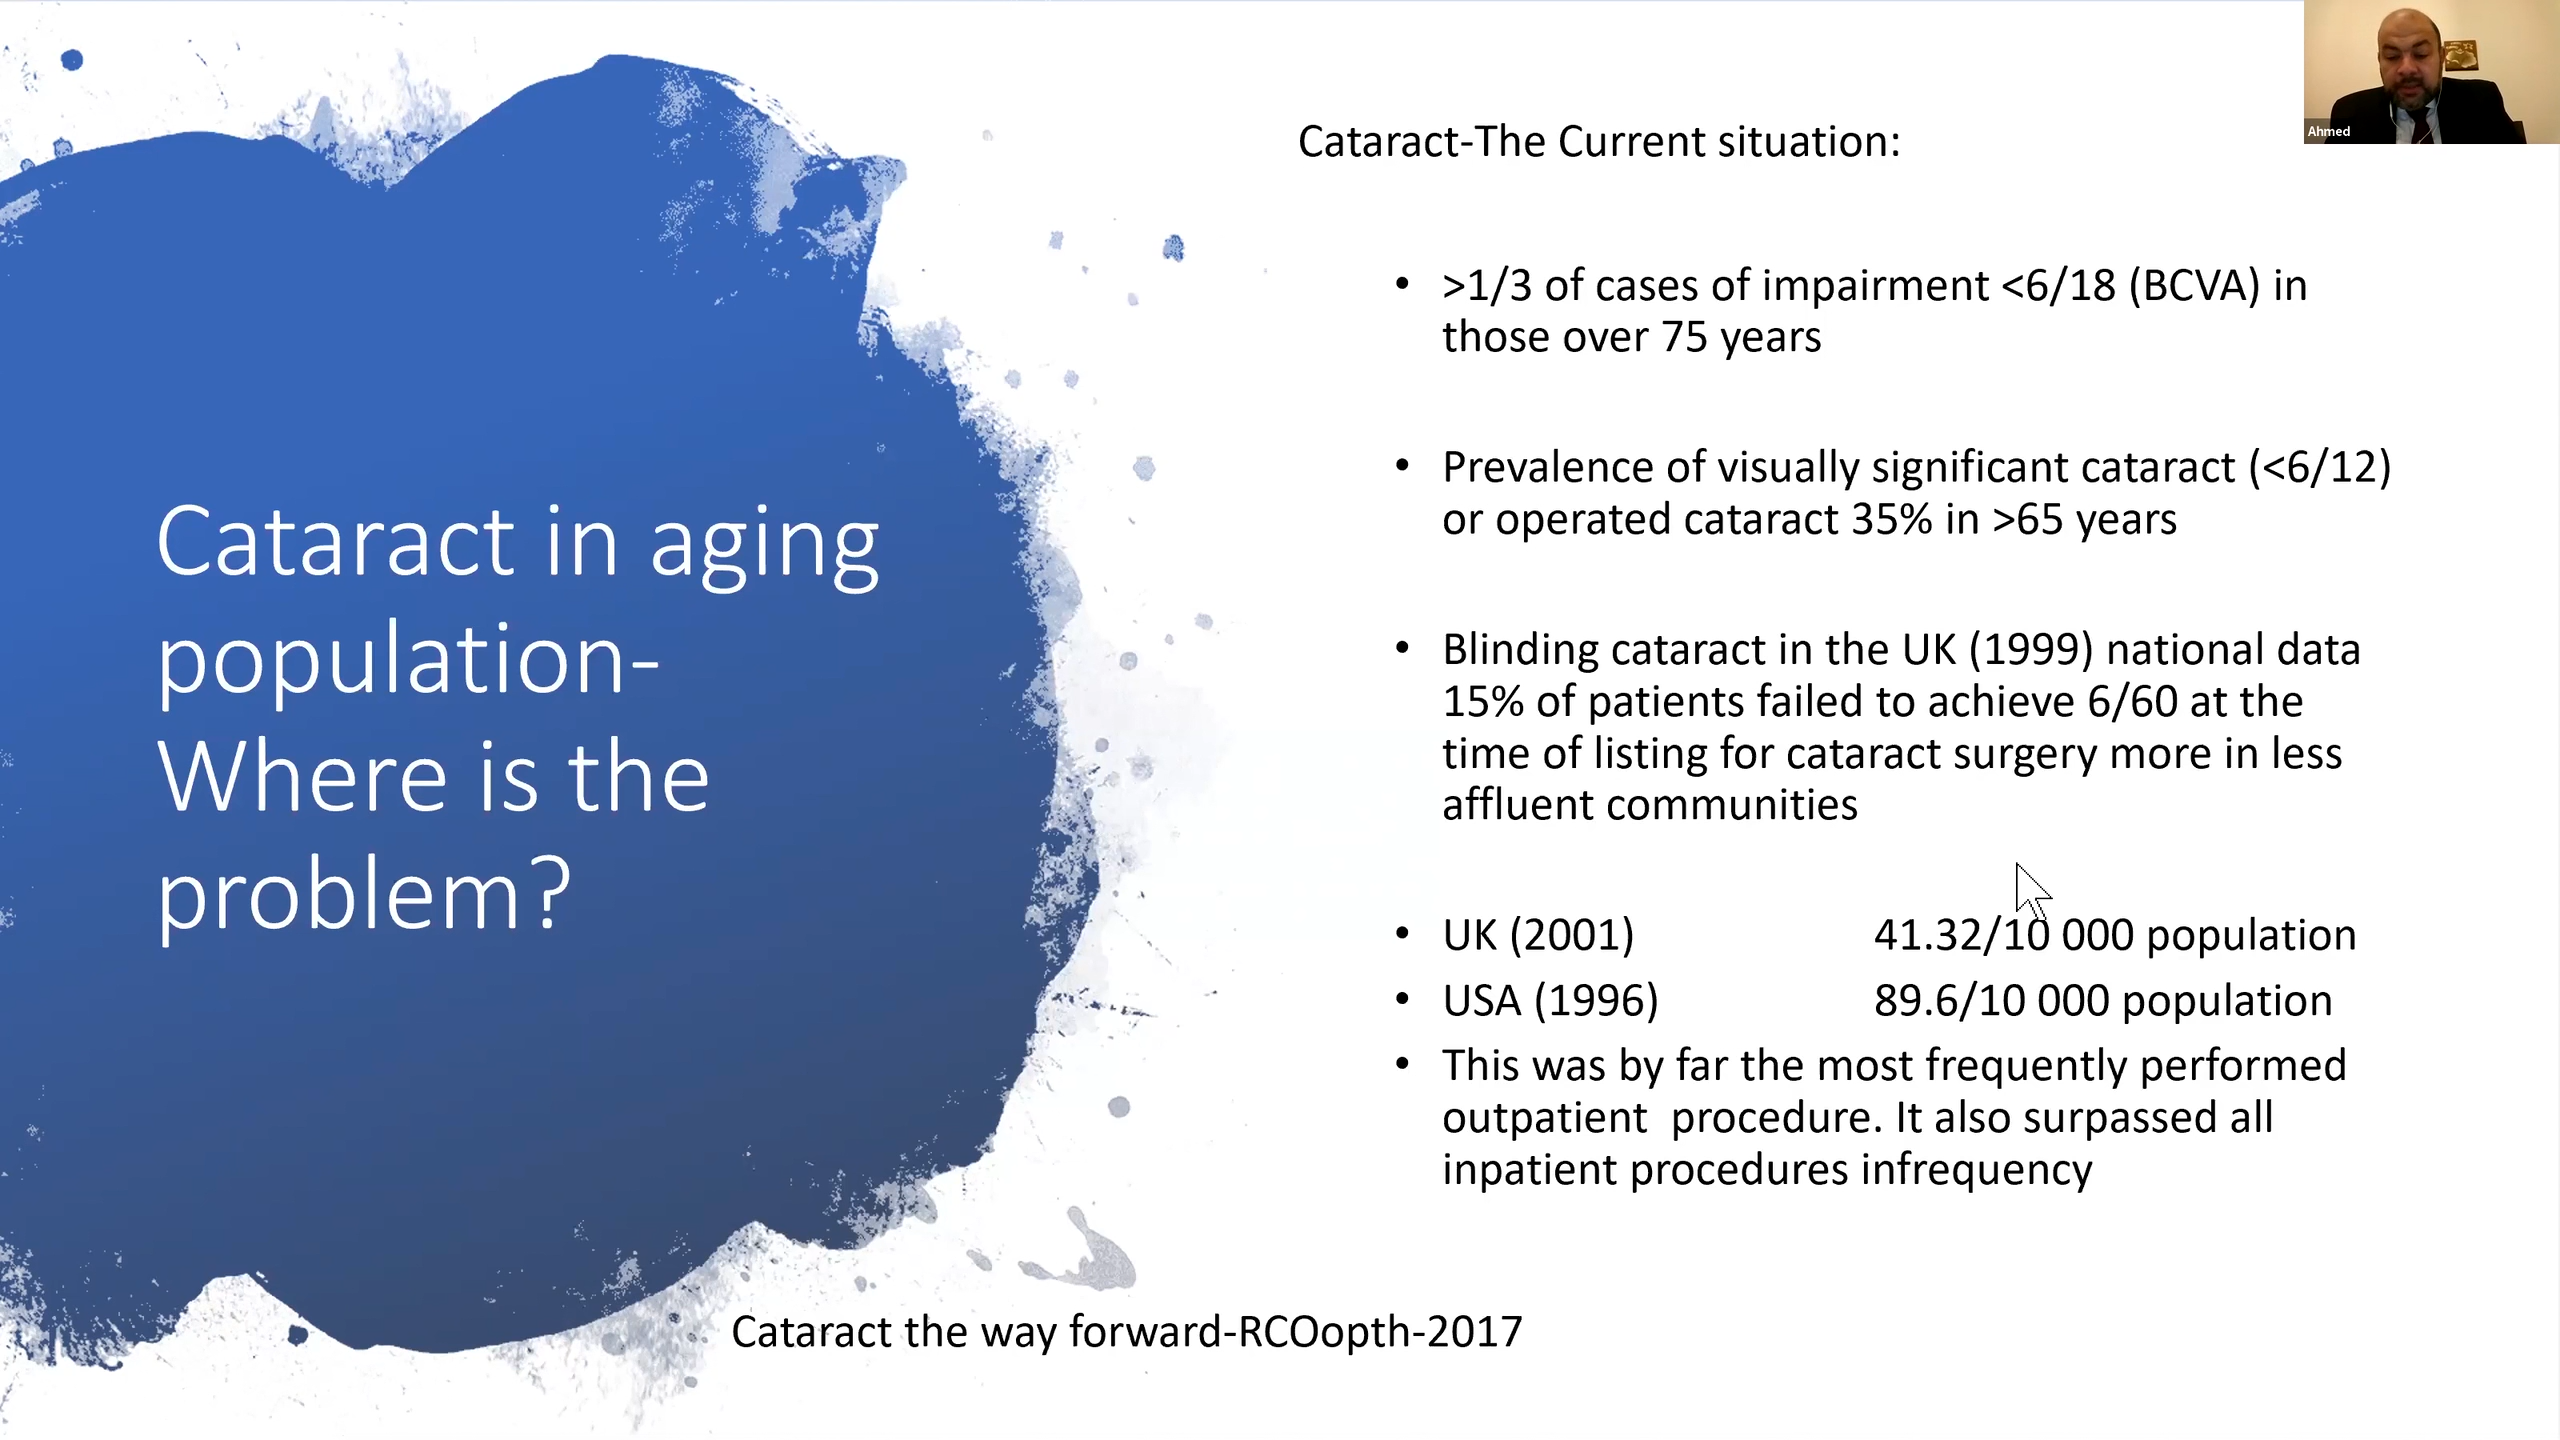 Cataract in aging
population-
Where is the
problem?
Cataract-The Current situation:
• >1/3 of cases of impairment <6/18 (BCVA) in
those over 75 years
• Prevalence of visually significant cataract (<6/12)
or operated cataract 35% in >65 years
• Blinding cataract in the UK (1999) national data
15% of patients failed to achieve 6/60 at the
time of listing for cataract surgery more in less
affluent communities
• UK (2001) 41.32/10 000 population
• USA (1996) 89.6/10 000 population
• This was by far the most frequently performed
outpatient  procedure. It also surpassed all
inpatient procedures infrequency
Cataract the way forward-RCOopth-2017
Ahmed